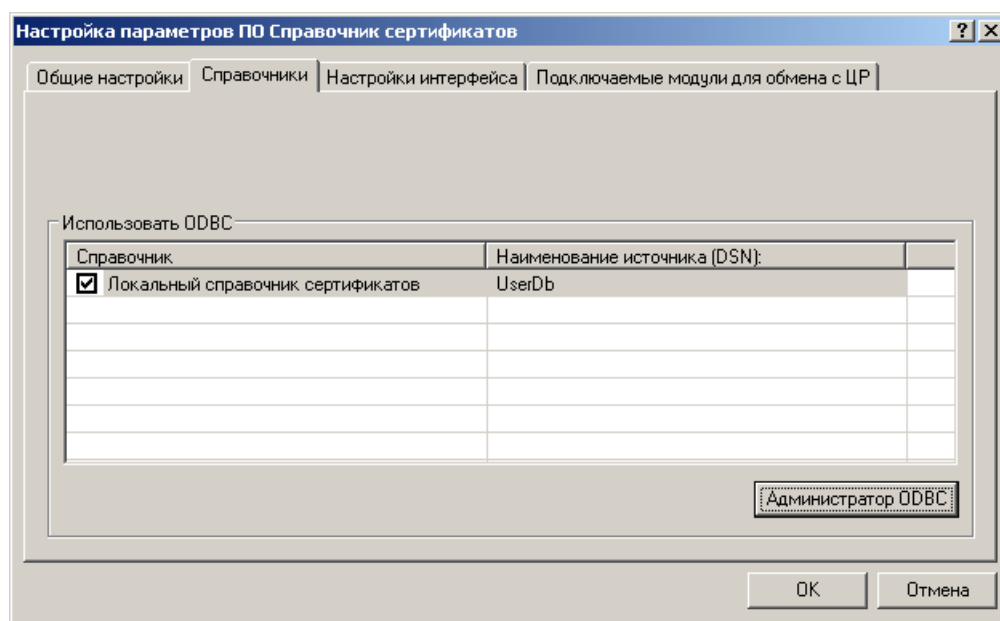 Настройка параметров ПО Справочник сертификатов
Общие настройки Справочники Настройки интерфейса Подключаемые модули для обмена с ЦР
Использовать ODBC
Справочник Наименование источника (DSN):
Локальный справочник сертификатов UserDb
Администратор ODBC
OK Отмена